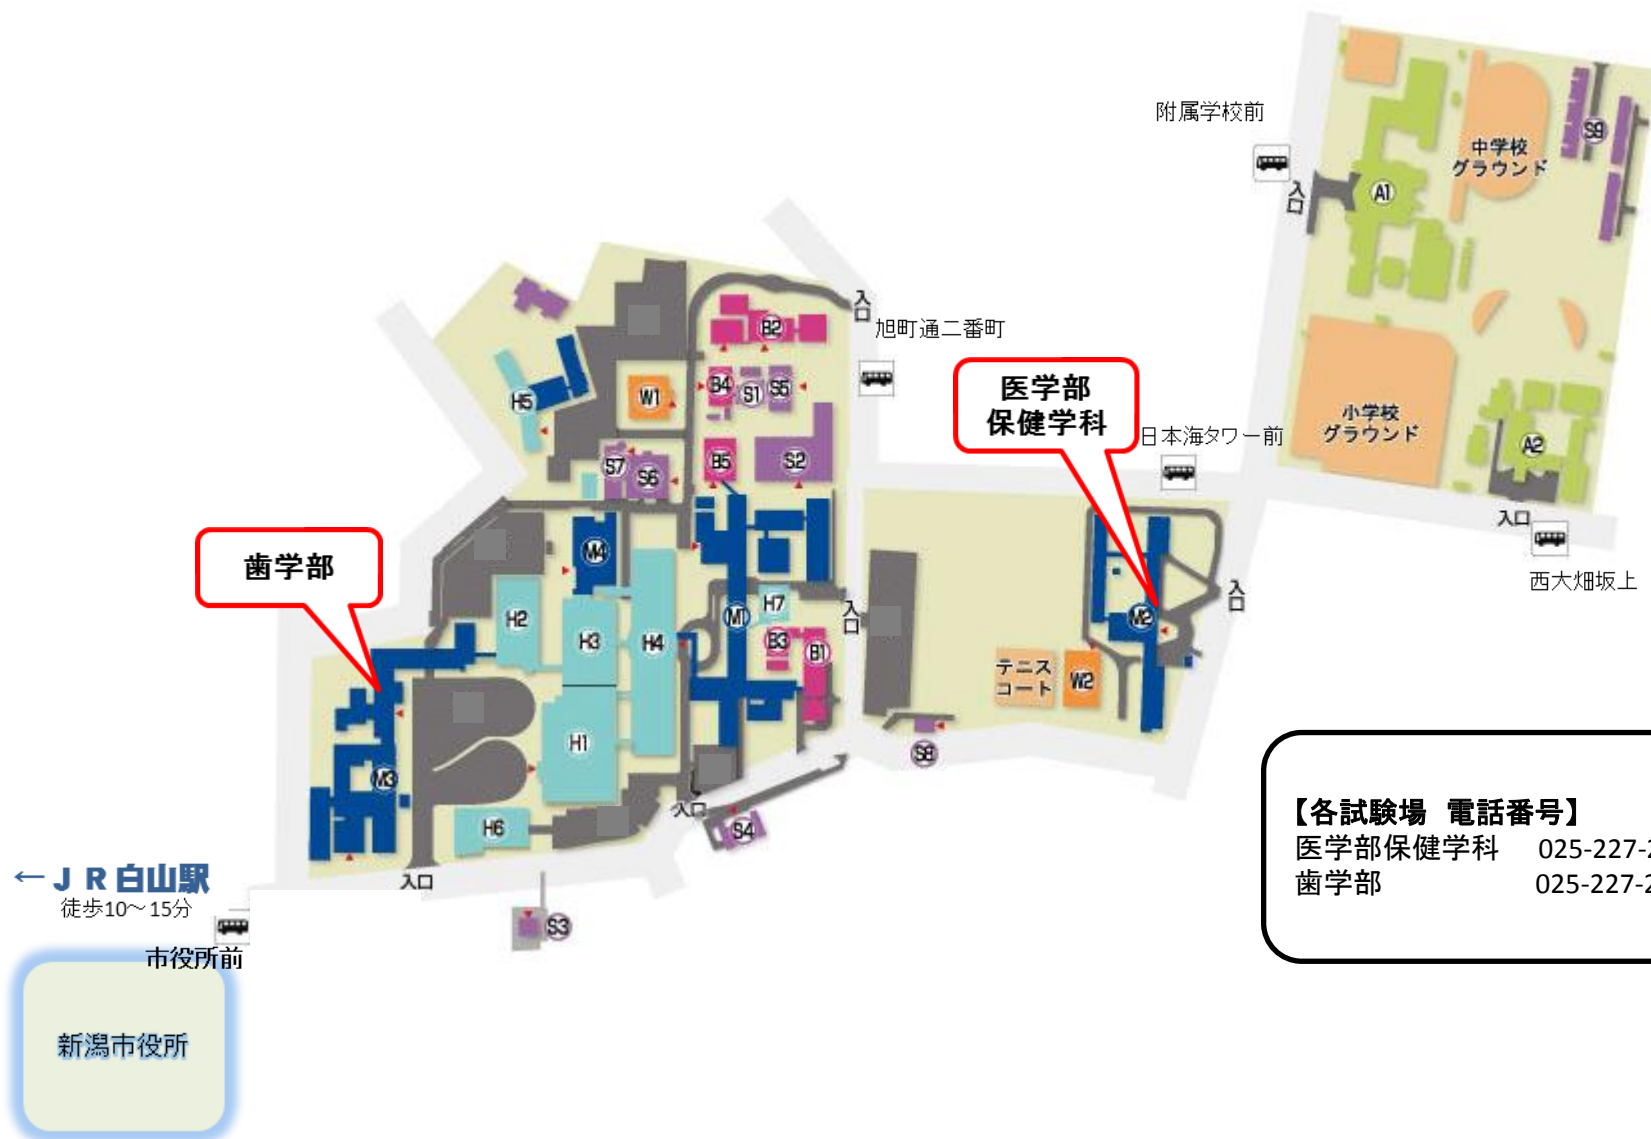 附属学校前
入口
中学校
グラウンド
S9
A1
入口
旭町通二番町
B2
H5
W1
B4
S1
S5
医学部
保健学科
日本海タワー前
小学校
グラウンド
A2
入口
西大畑坂上
S7
S6
B5
S2
歯学部
M4
H2
H3
H4
M1
H7
B3
B1
入口
M2
入口
テニス
コート
W2
S8
H1
M3
H6
入口
S4
入口
S3
【各試験場 電話番号】
医学部保健学科 025-227-2
歯学部 025-227-2
←ＪＲ白山駅
徒歩10～15分
市役所前
新潟市役所